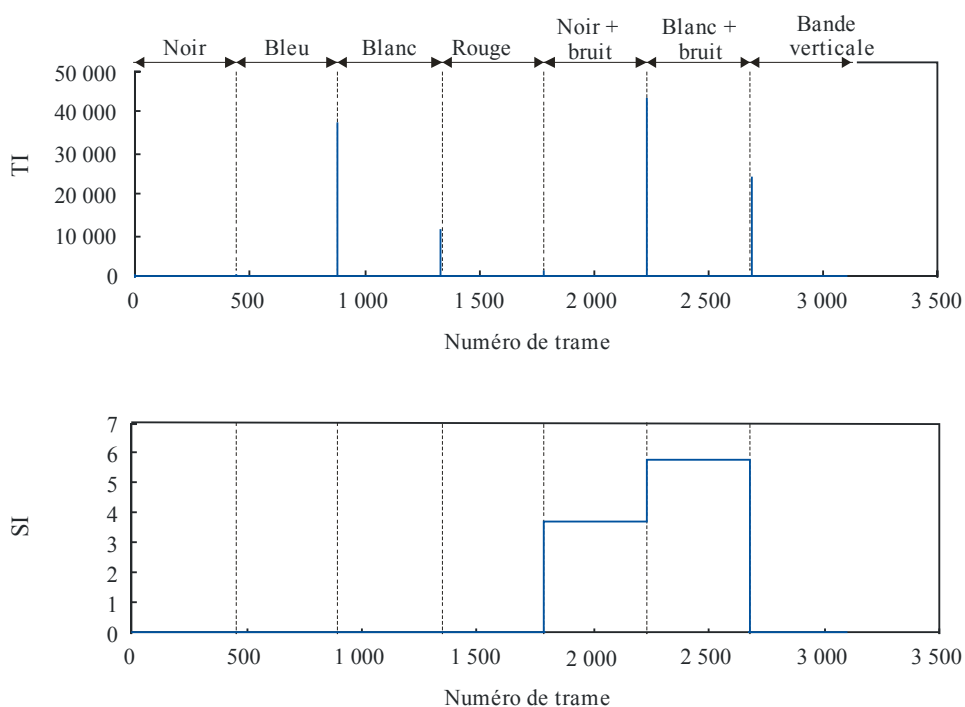 Noir Bleu Blanc Rouge Noir + bruit Blanc + bruit Bande verticale
50 000
40 000
30 000
20 000
10 000
0
TI
0 500 1 000 1 500 2 000 2 500 3 000 3 500
Numéro de trame
7
6
5
4
3
2
1
0
SI
0 500 1 000 1 500 2 000 2 500 3 000 3 500
Numéro de trame